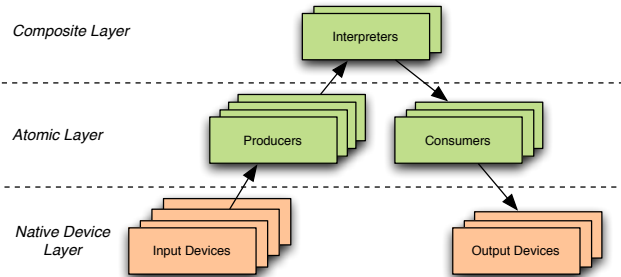 Composite Layer
Interpreters
Atomic Layer
Producers
Consumers
Native Device
Layer
Input Devices
Output Devices